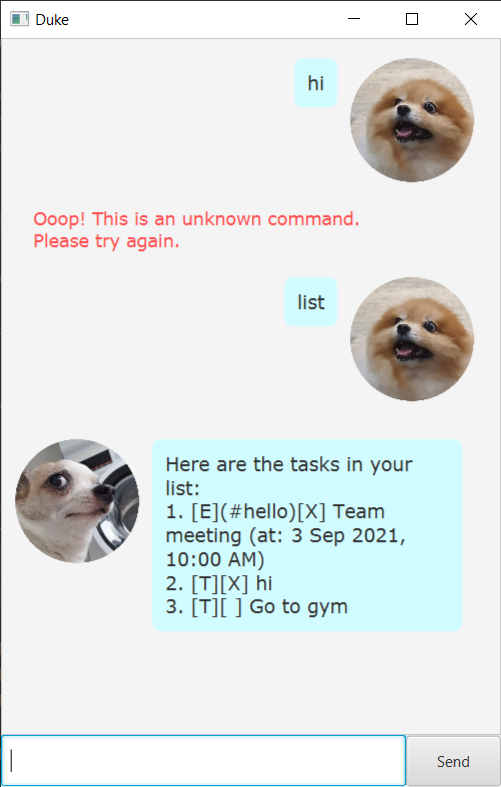 Duke
hi
Ooop! This is an unknown command.
Please try again.
list
Here are the tasks in your
list:
1. [E](#hello)[X] Team
meeting (at: 3 Sep 2021,
10:00 AM)
2. [T][X] hi
3. [T][ ] Go to gym
Send